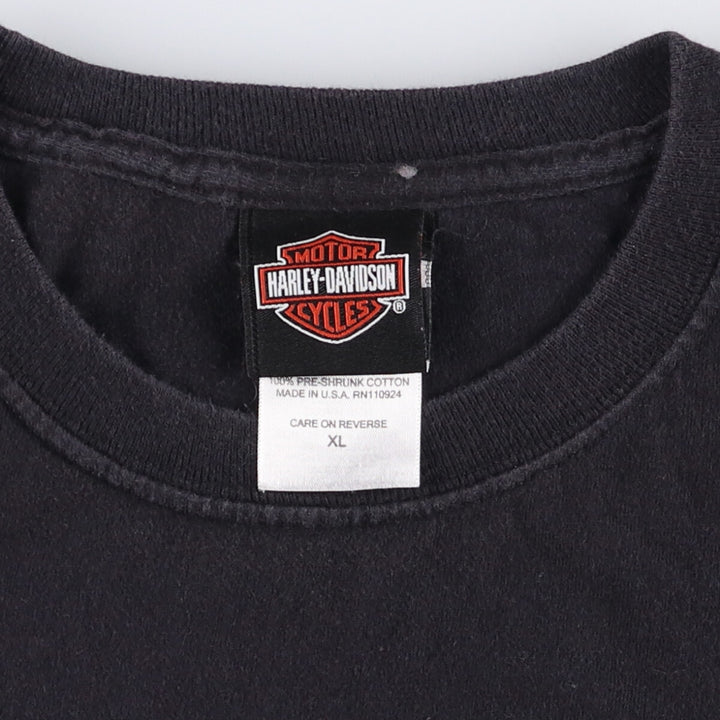 MOTOR
HARLEY-DAVIDSON
CYCLES
®
100% PRE-SHRUNK COTTON
MADE IN U.S.A. RN110924
CARE ON REVERSE
XL